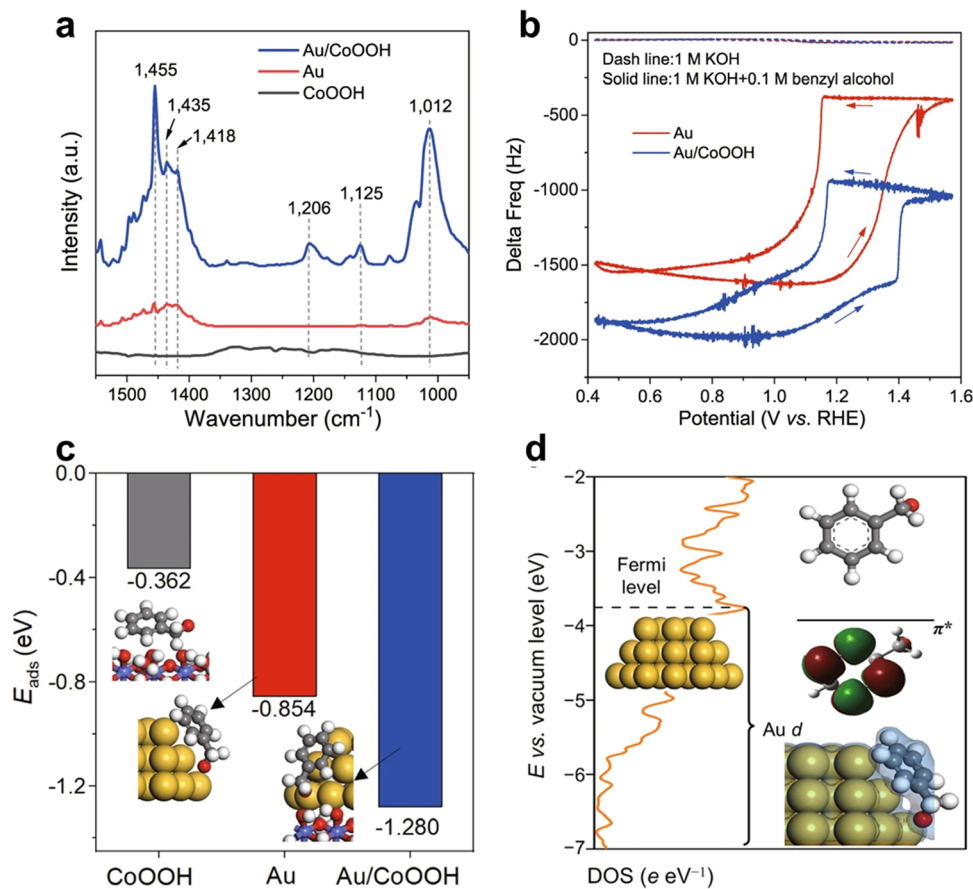 a
Au/CoOOH
Au
CoOOH
1,455
1,435
1,418
1,206
1,125
1,012
Intensity (a.u.)
1500
1400
1300
1200
1100
1000
Wavenumber (cm⁻¹)
b
Dash line:1 M KOH
Solid line:1 M KOH+0.1 M benzyl alcohol
Au
Au/CoOOH
Delta Freq (Hz)
0
-500
-1000
-1500
-2000
0.4
0.6
0.8
1.0
1.2
1.4
1.6
Potential (V vs. RHE)
c
Eads (eV)
0.0
-0.4
-0.8
-1.2
-0.362
-0.854
-1.280
CoOOH
Au
Au/CoOOH
d
E vs. vacuum level (eV)
−2
−3
−4
−5
−6
−7
Fermi
level
π*
Au d
DOS (e eV⁻¹)